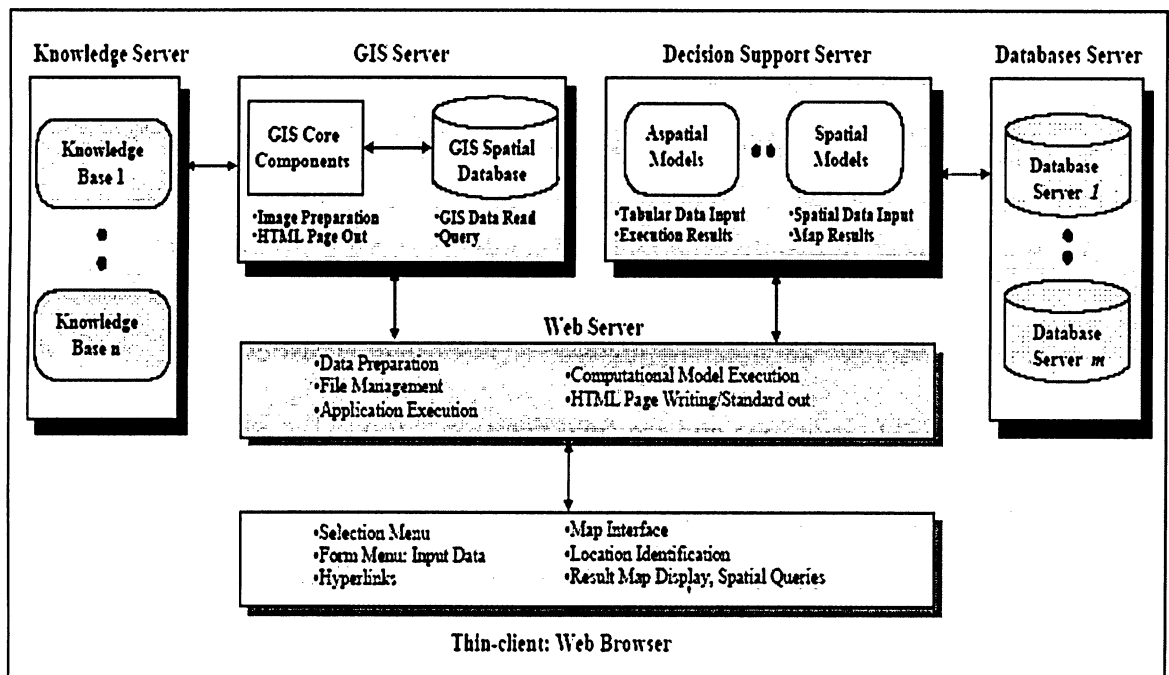 Knowledge Server
GIS Server
Decision Support Server
Databases Server
Knowledge
Base 1
Knowledge
Base n
GIS Core
Components
GIS Spatial
Database
•Image Preparation
•HTML Page Out
•GIS Data Read
•Query
Aspatial
Models
Spatial
Models
•Tabular Data Input
•Execution Results
•Spatial Data Input
•Map Results
Database
Server 1
Database
Server m
Web Server
•Data Preparation
•File Management
•Application Execution
•Computational Model Execution
•HTML Page Writing/Standard out
•Selection Menu
•Form Menu: Input Data
•Hyperlinks
•Map Interface
•Location Identification
•Result Map Display, Spatial Queries
Thin-client: Web Browser